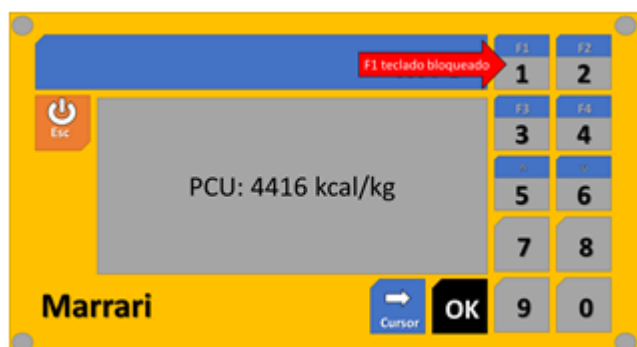 F1 teclado bloqueado
F1
1
F2
2
Esc
F3
3
F4
4
PCU: 4416 kcal/kg
5
6
7
8
Marrari
Cursor
OK
9
0